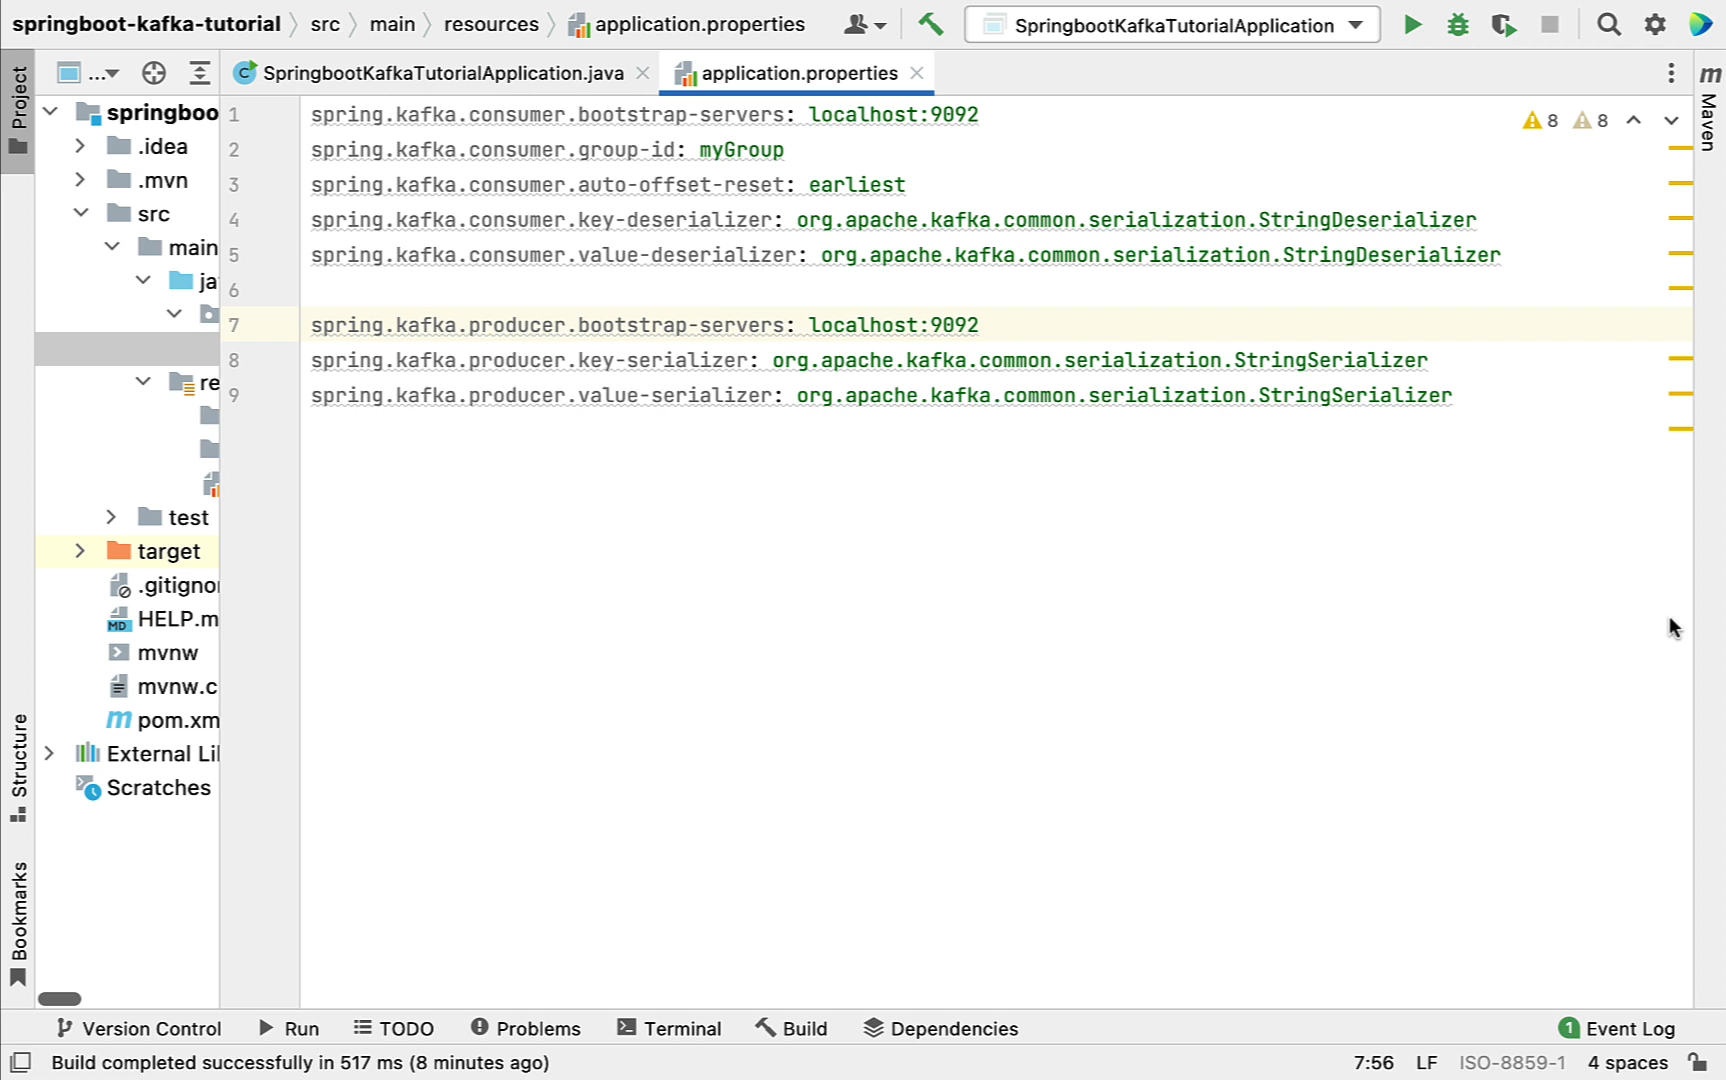 springboot-kafka-tutorial src main resources application.properties SpringbootKafkaTutorialApplication
Project ... SpringbootKafkaTutorialApplication.java application.properties m Maven
springboo
.idea
.mvn
src
main
ja
re
test
target
.gitignor
HELP.m
mvnw
mvnw.c
pom.xm
External Li
Scratches
1 spring.kafka.consumer.bootstrap-servers: localhost:9092
2 spring.kafka.consumer.group-id: myGroup
3 spring.kafka.consumer.auto-offset-reset: earliest
4 spring.kafka.consumer.key-deserializer: org.apache.kafka.common.serialization.StringDeserializer
5 spring.kafka.consumer.value-deserializer: org.apache.kafka.common.serialization.StringDeserializer
6
7 spring.kafka.producer.bootstrap-servers: localhost:9092
8 spring.kafka.producer.key-serializer: org.apache.kafka.common.serialization.StringSerializer
9 spring.kafka.producer.value-serializer: org.apache.kafka.common.serialization.StringSerializer
8 8
Structure
Bookmarks
Version Control Run TODO Problems Terminal Build Dependencies 1 Event Log
Build completed successfully in 517 ms (8 minutes ago) 7:56 LF ISO-8859-1 4 spaces